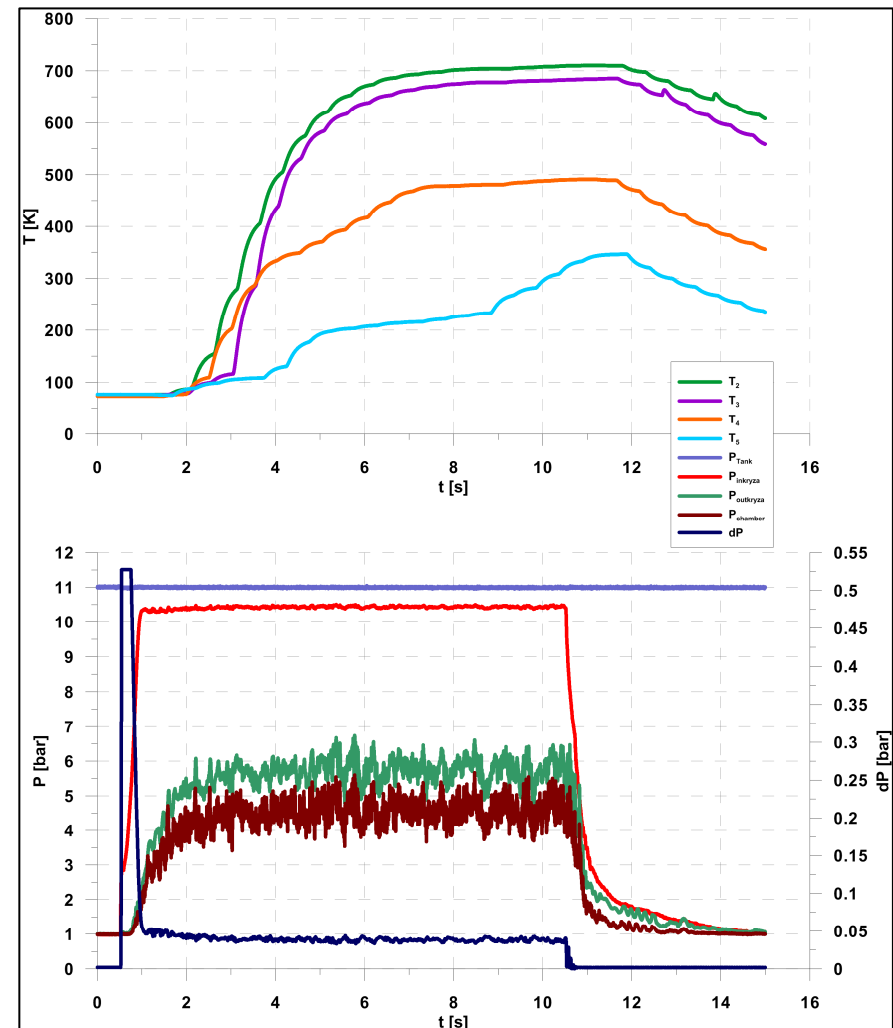 800
700
600
500
400
300
200
100
0
T [K]
0 2 4 6 8 10 12 14 16
t [s]
T2
T3
T4
T5
PTank
Pinkryza
Poutkryza
Pchamber
dP
12
11
10
9
8
7
6
5
4
3
2
1
0
P [bar]
0.55
0.5
0.45
0.4
0.35
0.3
0.25
0.2
0.15
0.1
0.05
0
dP [bar]
0 2 4 6 8 10 12 14 16
t [s]